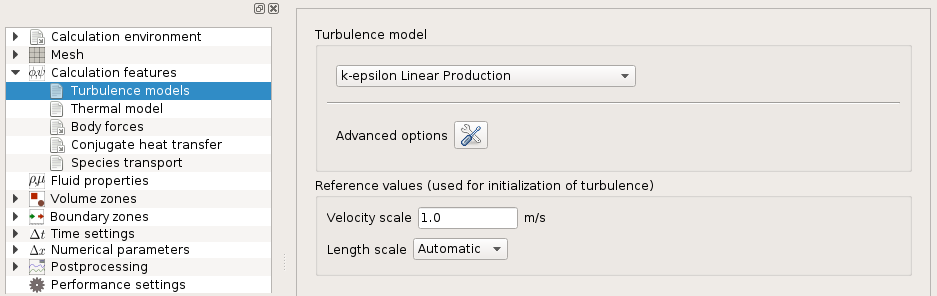 Calculation environment
Mesh
φ,ψ Calculation features
Turbulence models
Thermal model
Body forces
Conjugate heat transfer
Species transport
ρ,μ Fluid properties
Volume zones
Boundary zones
Δt Time settings
Δx Numerical parameters
Postprocessing
Performance settings
Turbulence model
k-epsilon Linear Production
Advanced options
Reference values (used for initialization of turbulence)
Velocity scale 1.0 m/s
Length scale Automatic